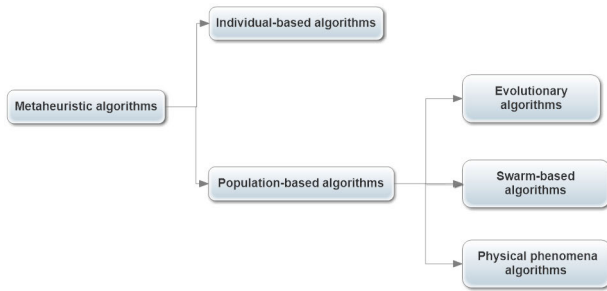 Individual-based algorithms
Metaheuristic algorithms
Population-based algorithms
Evolutionary
algorithms
Swarm-based
algorithms
Physical phenomena
algorithms